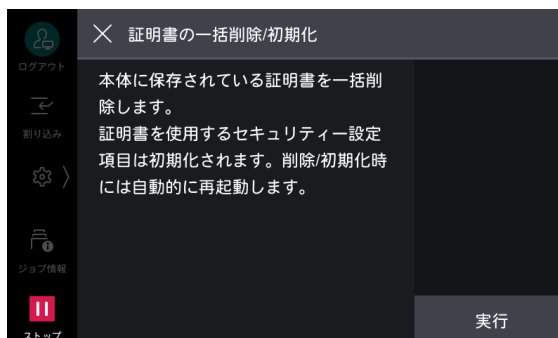 証明書の一括削除/初期化
ログアウト
本体に保存されている証明書を一括削
除します。
割り込み
証明書を使用するセキュリティー設定
項目は初期化されます。削除/初期化時
には自動的に再起動します。
ジョブ情報
実行
ストップ